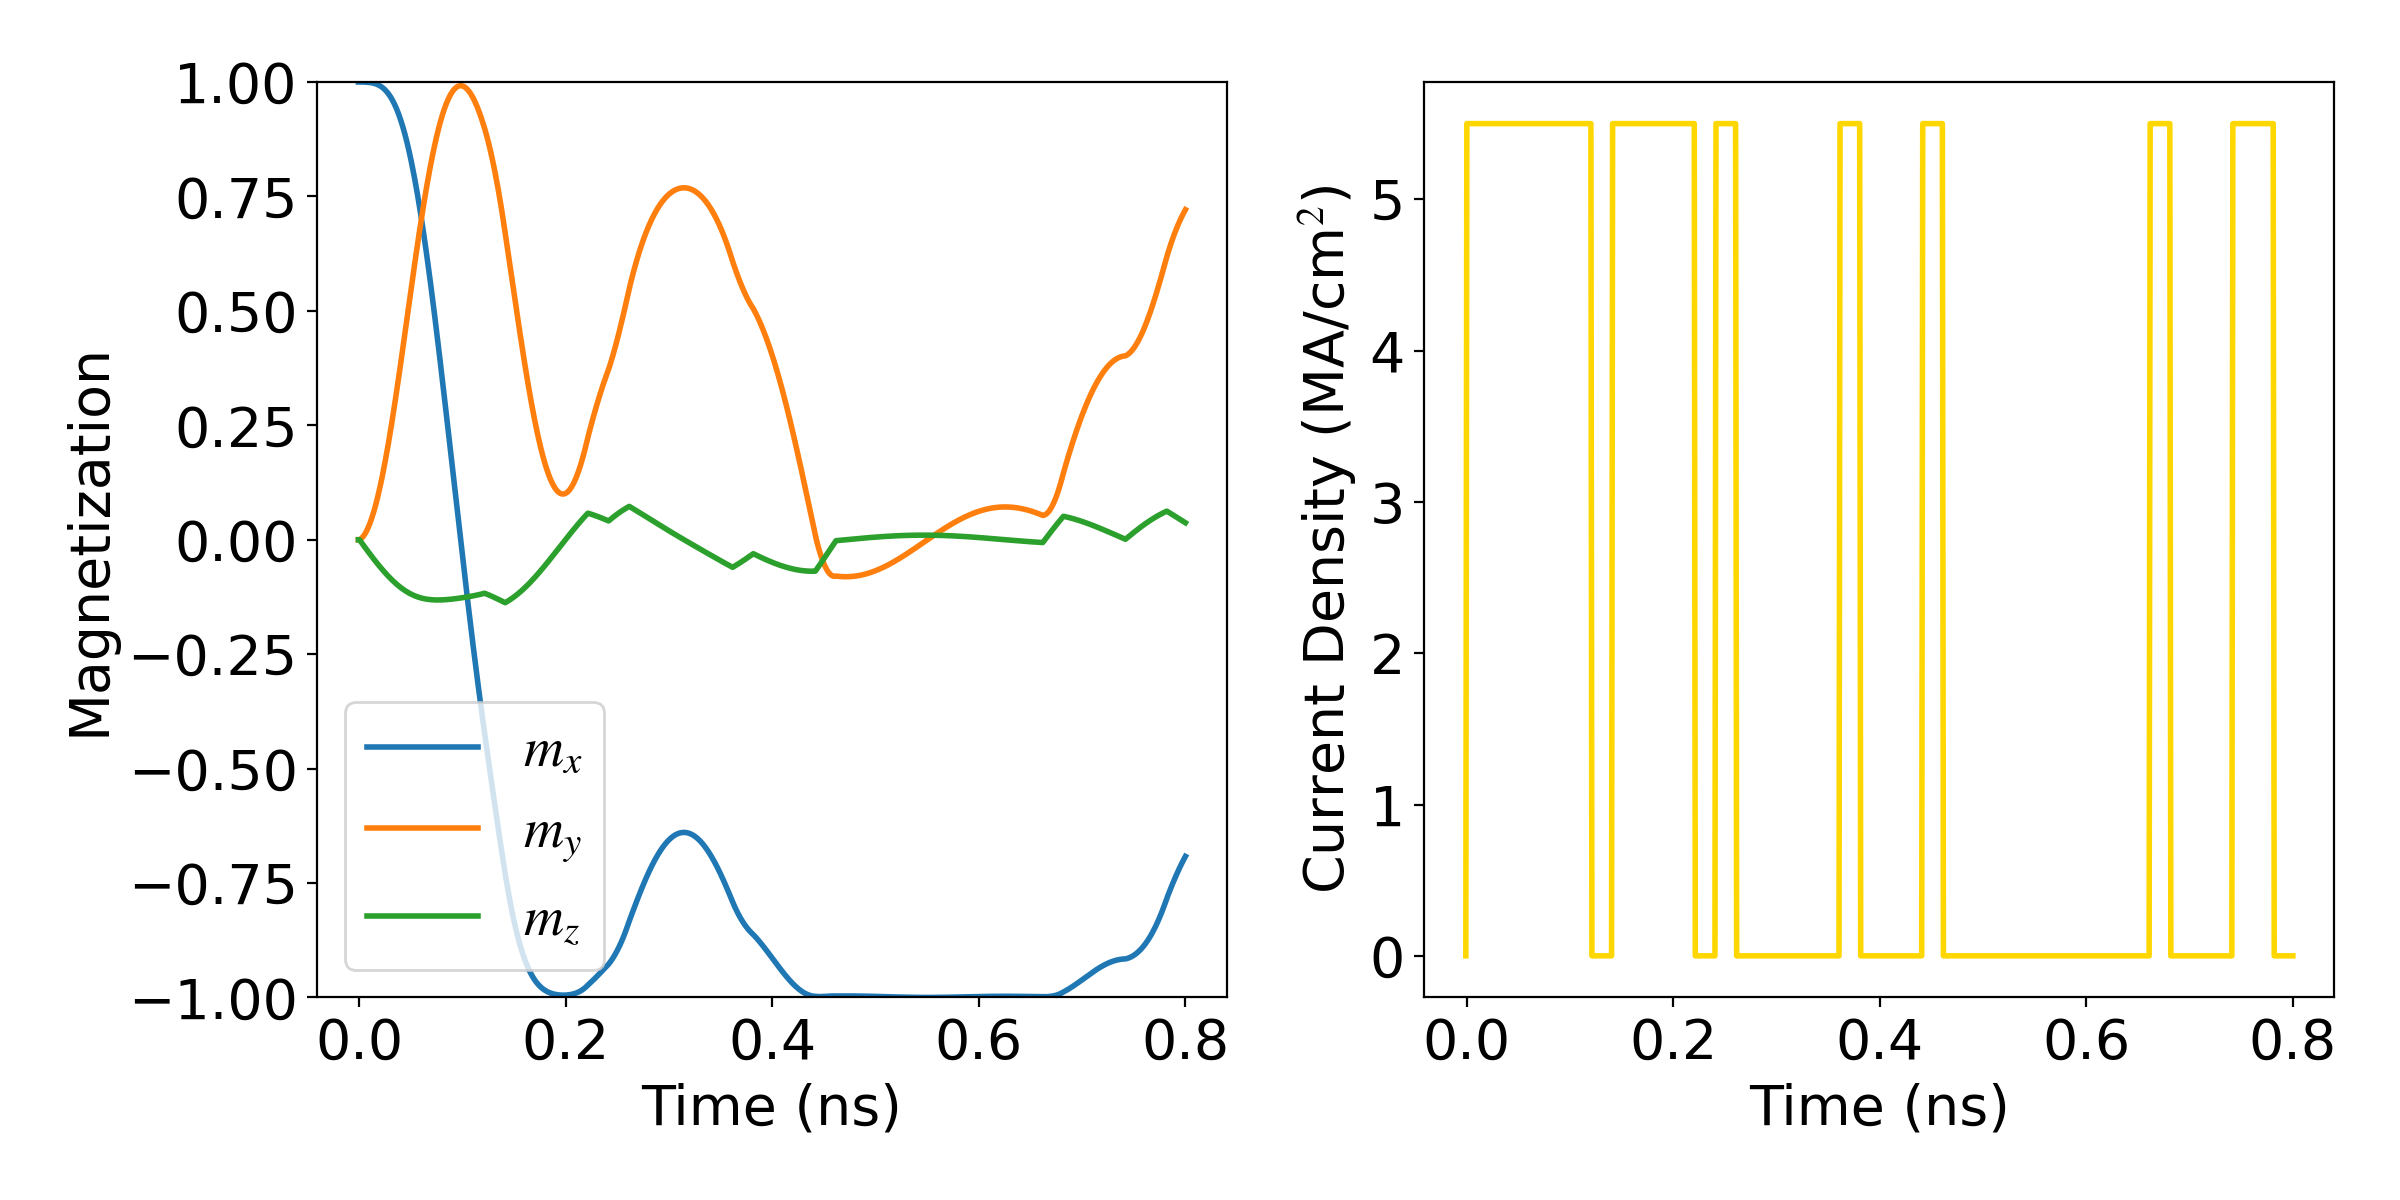 1.00
0.75
0.50
0.25
0.00
−0.25
−0.50
−0.75
−1.00
Magnetization
0.0 0.2 0.4 0.6 0.8
Time (ns)
m_x
m_y
m_z
5
4
3
2
1
0
Current Density (MA/cm²)
0.0 0.2 0.4 0.6 0.8
Time (ns)